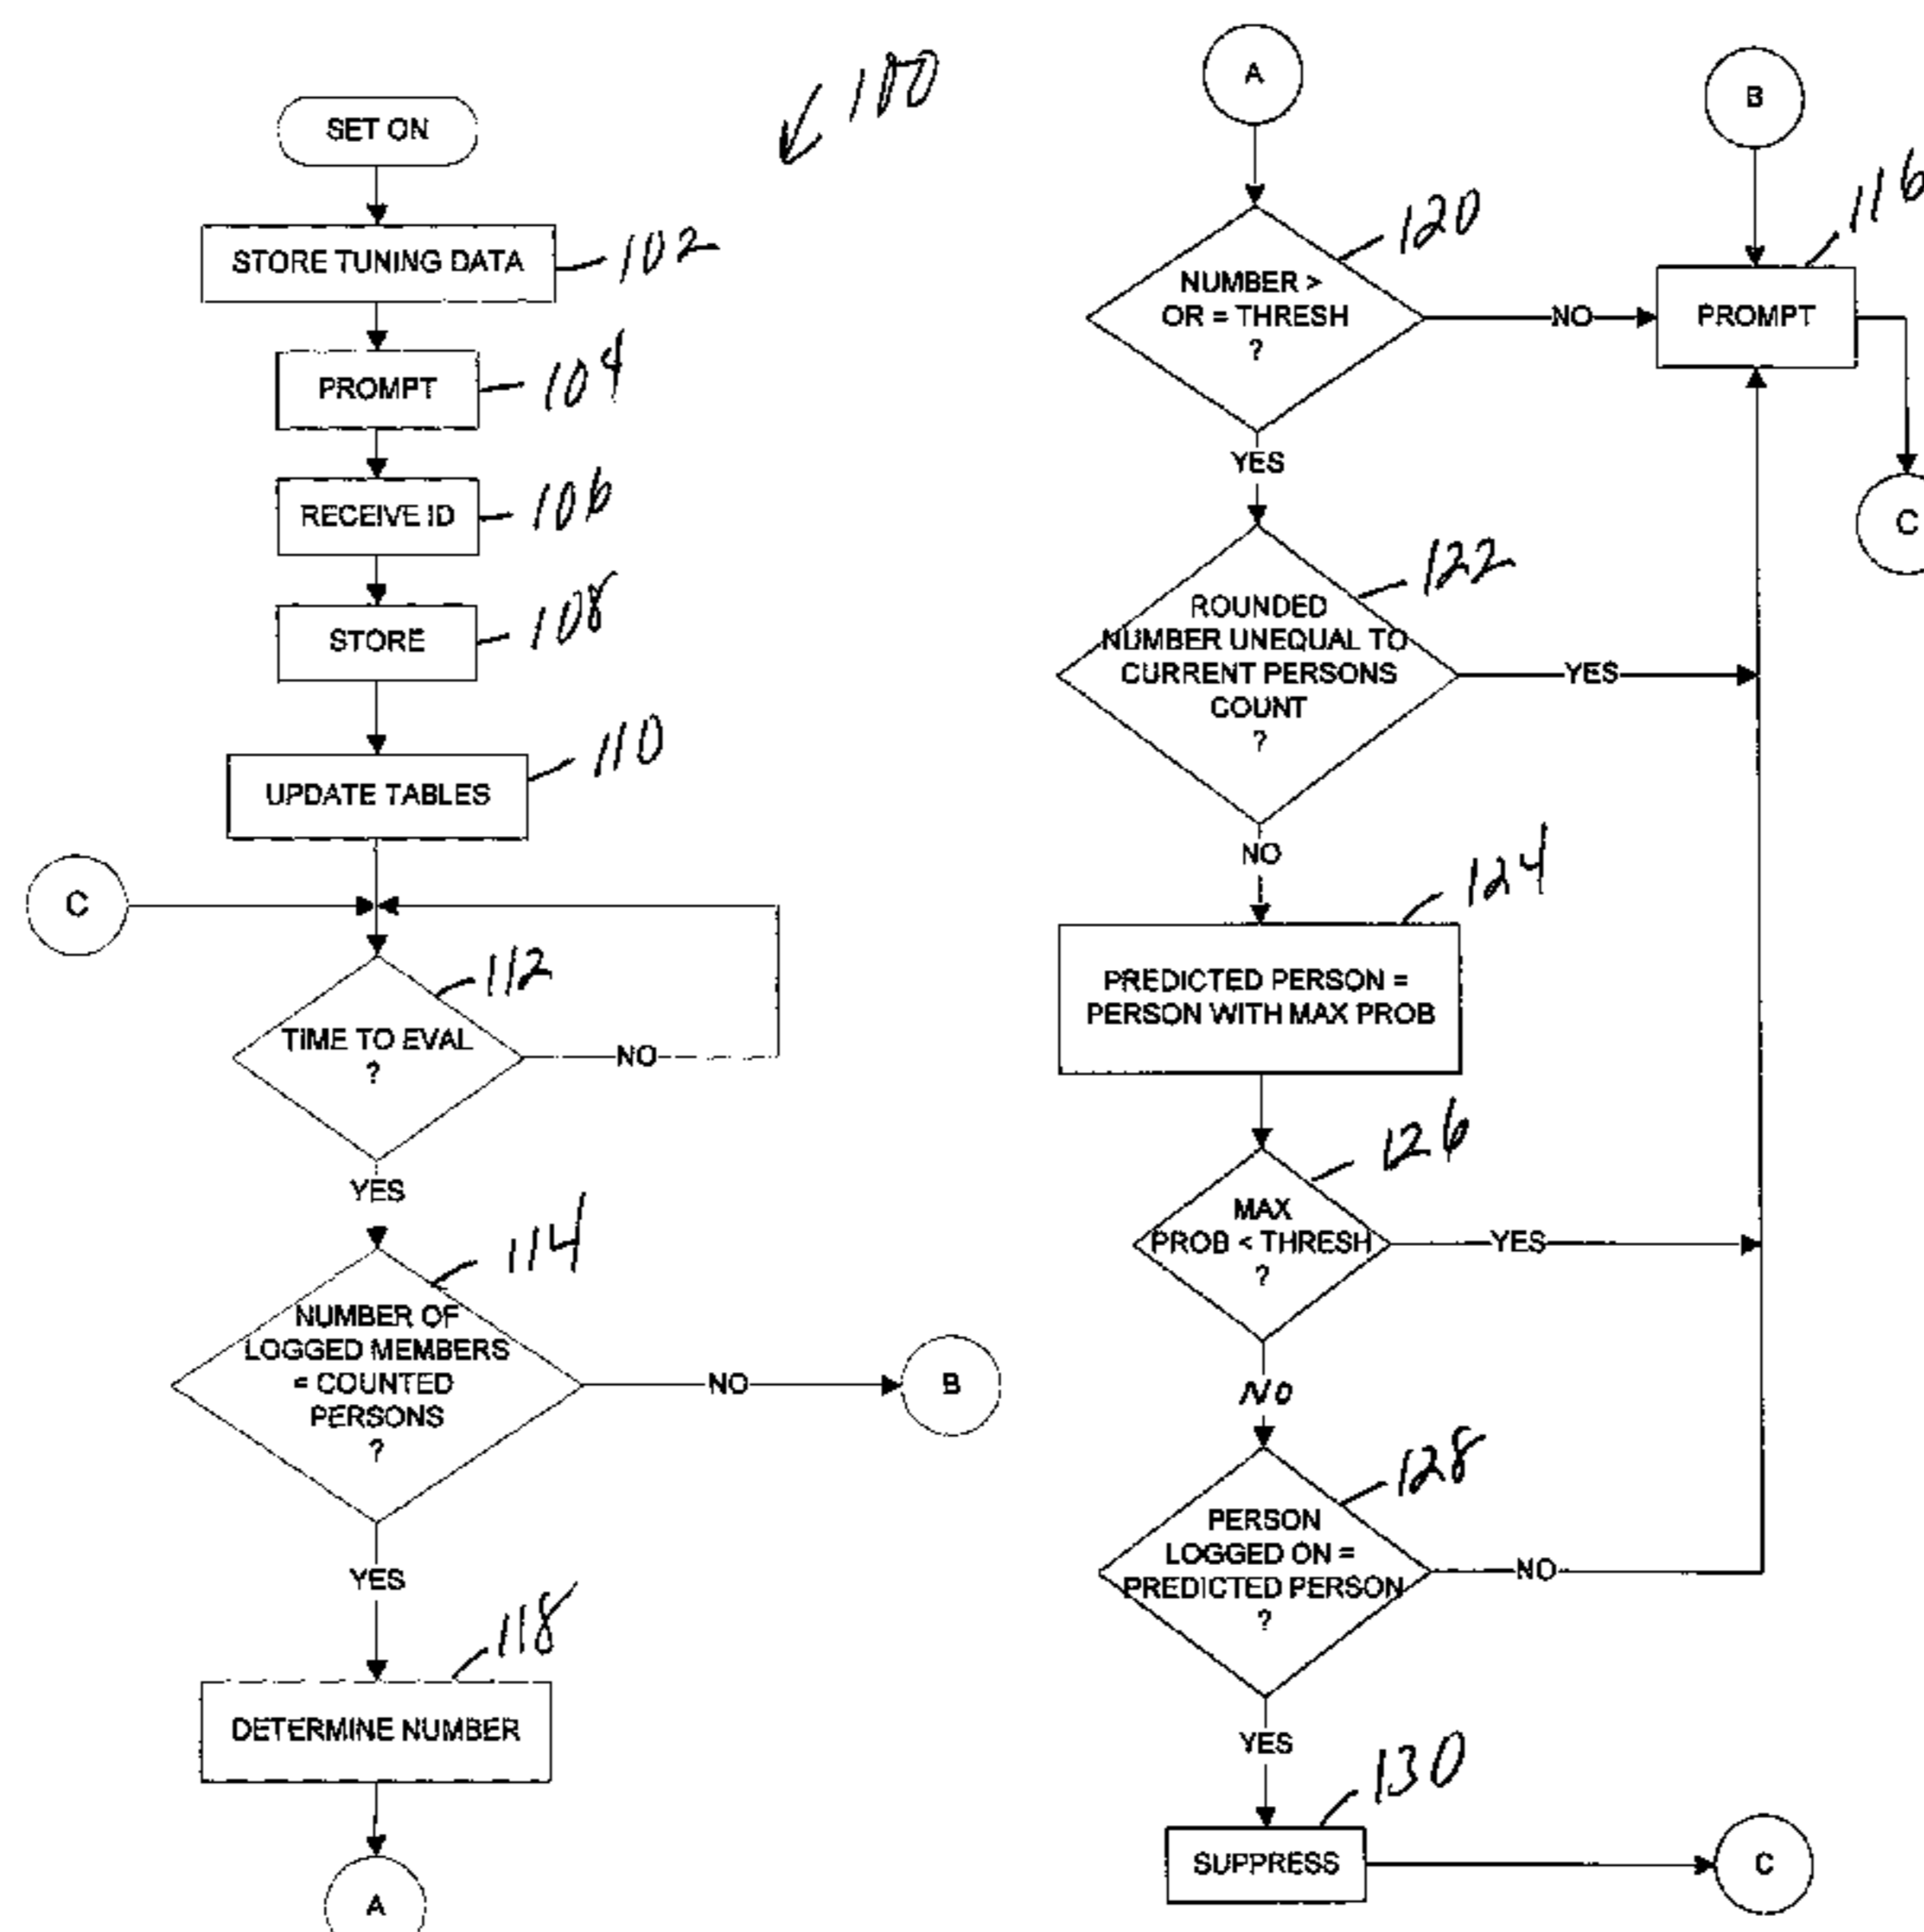 100
SET ON
STORE TUNING DATA
102
PROMPT
104
RECEIVE ID
106
STORE
108
UPDATE TABLES
110
C
112
TIME TO EVAL
?
NO
YES
114
NUMBER OF
LOGGED MEMBERS
= COUNTED
PERSONS
?
NO
B
YES
118
DETERMINE NUMBER
A
A
120
NUMBER >
OR = THRESH
?
NO
YES
B
116
PROMPT
C
122
ROUNDED
NUMBER UNEQUAL TO
CURRENT PERSONS
COUNT
?
YES
NO
124
PREDICTED PERSON =
PERSON WITH MAX PROB
126
MAX
PROB < THRESH
?
YES
NO
128
PERSON
LOGGED ON =
PREDICTED PERSON
?
NO
YES
130
SUPPRESS
C